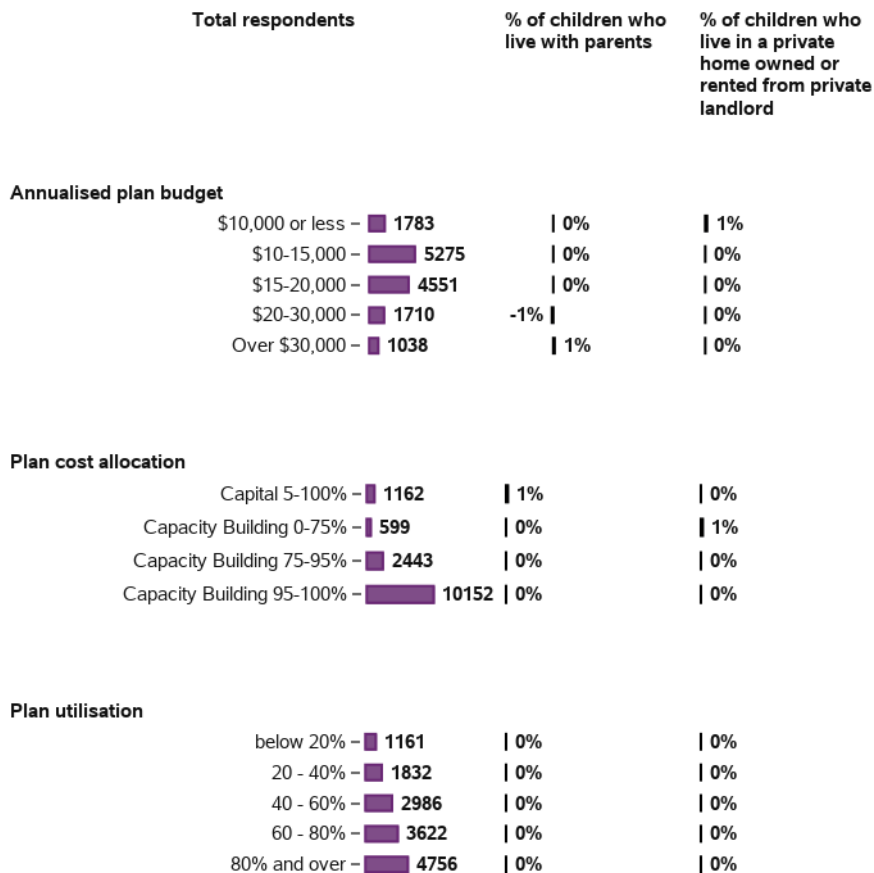 Total respondents
% of children who live with parents
% of children who live in a private home owned or rented from private landlord
Annualised plan budget
$10,000 or less – 1783 0% 1%
$10-15,000 – 5275 0% 0%
$15-20,000 – 4551 0% 0%
$20-30,000 – 1710 -1% 0%
Over $30,000 – 1038 1% 0%
Plan cost allocation
Capital 5-100% – 1162 1% 0%
Capacity Building 0-75% – 599 0% 1%
Capacity Building 75-95% – 2443 0% 0%
Capacity Building 95-100% – 10152 0% 0%
Plan utilisation
below 20% – 1161 0% 0%
20 - 40% – 1832 0% 0%
40 - 60% – 2986 0% 0%
60 - 80% – 3622 0% 0%
80% and over – 4756 0% 0%